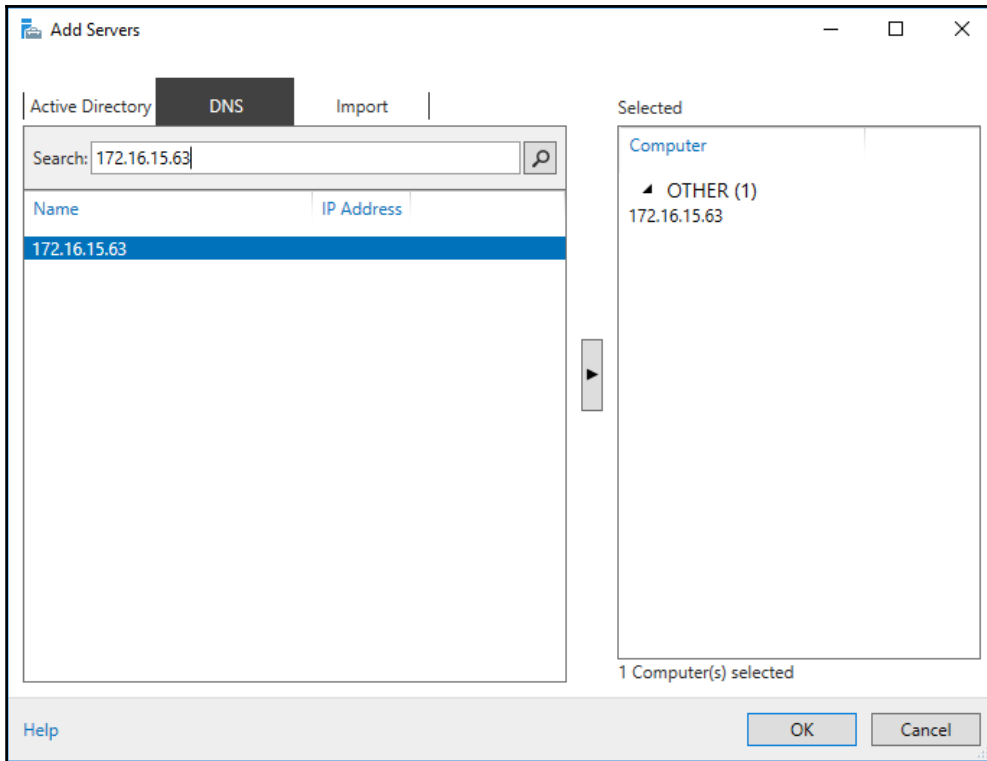 Add Servers
Active Directory DNS Import
Search: 172.16.15.63
Name IP Address
172.16.15.63
Selected
Computer
OTHER (1)
172.16.15.63
1 Computer(s) selected
Help OK Cancel